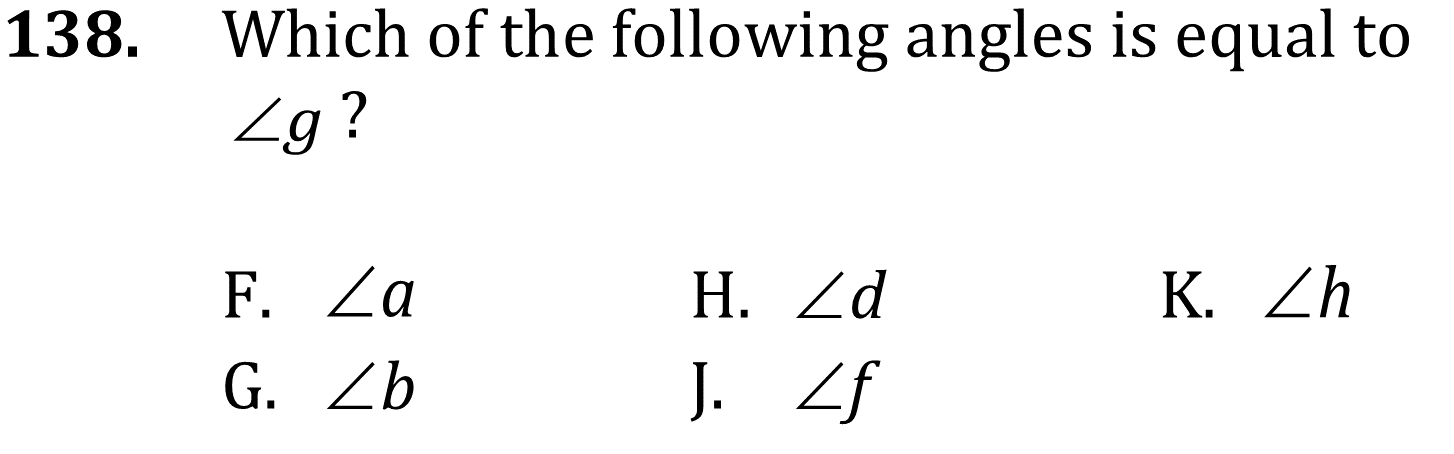 138. Which of the following angles is equal to
∠g ?
F. ∠a H. ∠d K. ∠h
G. ∠b J. ∠f